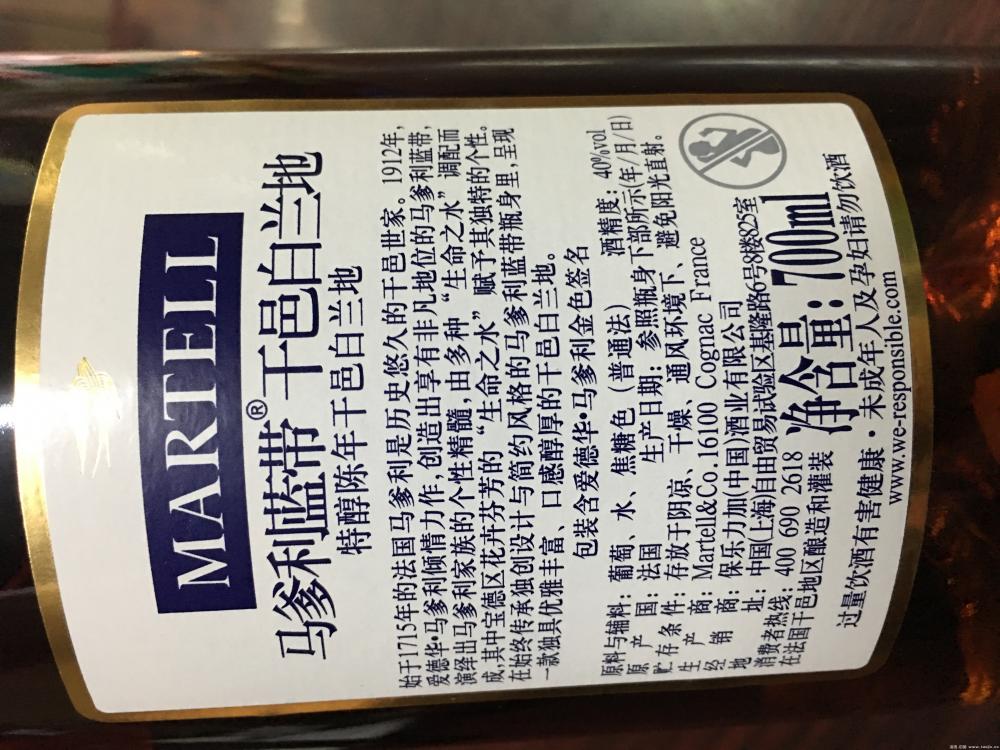 MARTELL
马爹利蓝带®干邑白兰地
特醇陈年干邑白兰地
始于1715年的法国马爹利是历史悠久的干邑世家。1912年,
爱德华·马爹利倾情力作,创造出享有非凡地位的马爹利蓝带,
演绎出马爹利家族的个性精髓,由多种“生命之水”调配而
成,其中宝德区花卉芬芳的“生命之水”赋予其独特的个性。
在始终传承独创设计与简约风格的马爹利蓝带瓶身里,呈现
一款独具优雅丰富、口感醇厚的干邑白兰地。
包装含爱德华·马爹利金色签名
原料与辅料:葡萄、水、焦糖色(普通法) 酒精度:40%vol
原产国:法国 生产日期:参照瓶身下部所示(年/月/日)
贮存条件:存放于阴凉、干燥、通风环境下、避免阳光直射。
生产商:Martell&Co.16100 Cognac France
经销商:保乐力加(中国)酒业有限公司
地址:中国(上海)自由贸易试验区基隆路6号8楼825室
消费者热线:400 690 2618
在法国干邑地区酿造和灌装
净含量:700ml
过量饮酒有害健康·未成年人及孕妇请勿饮酒
www.we-responsible.com